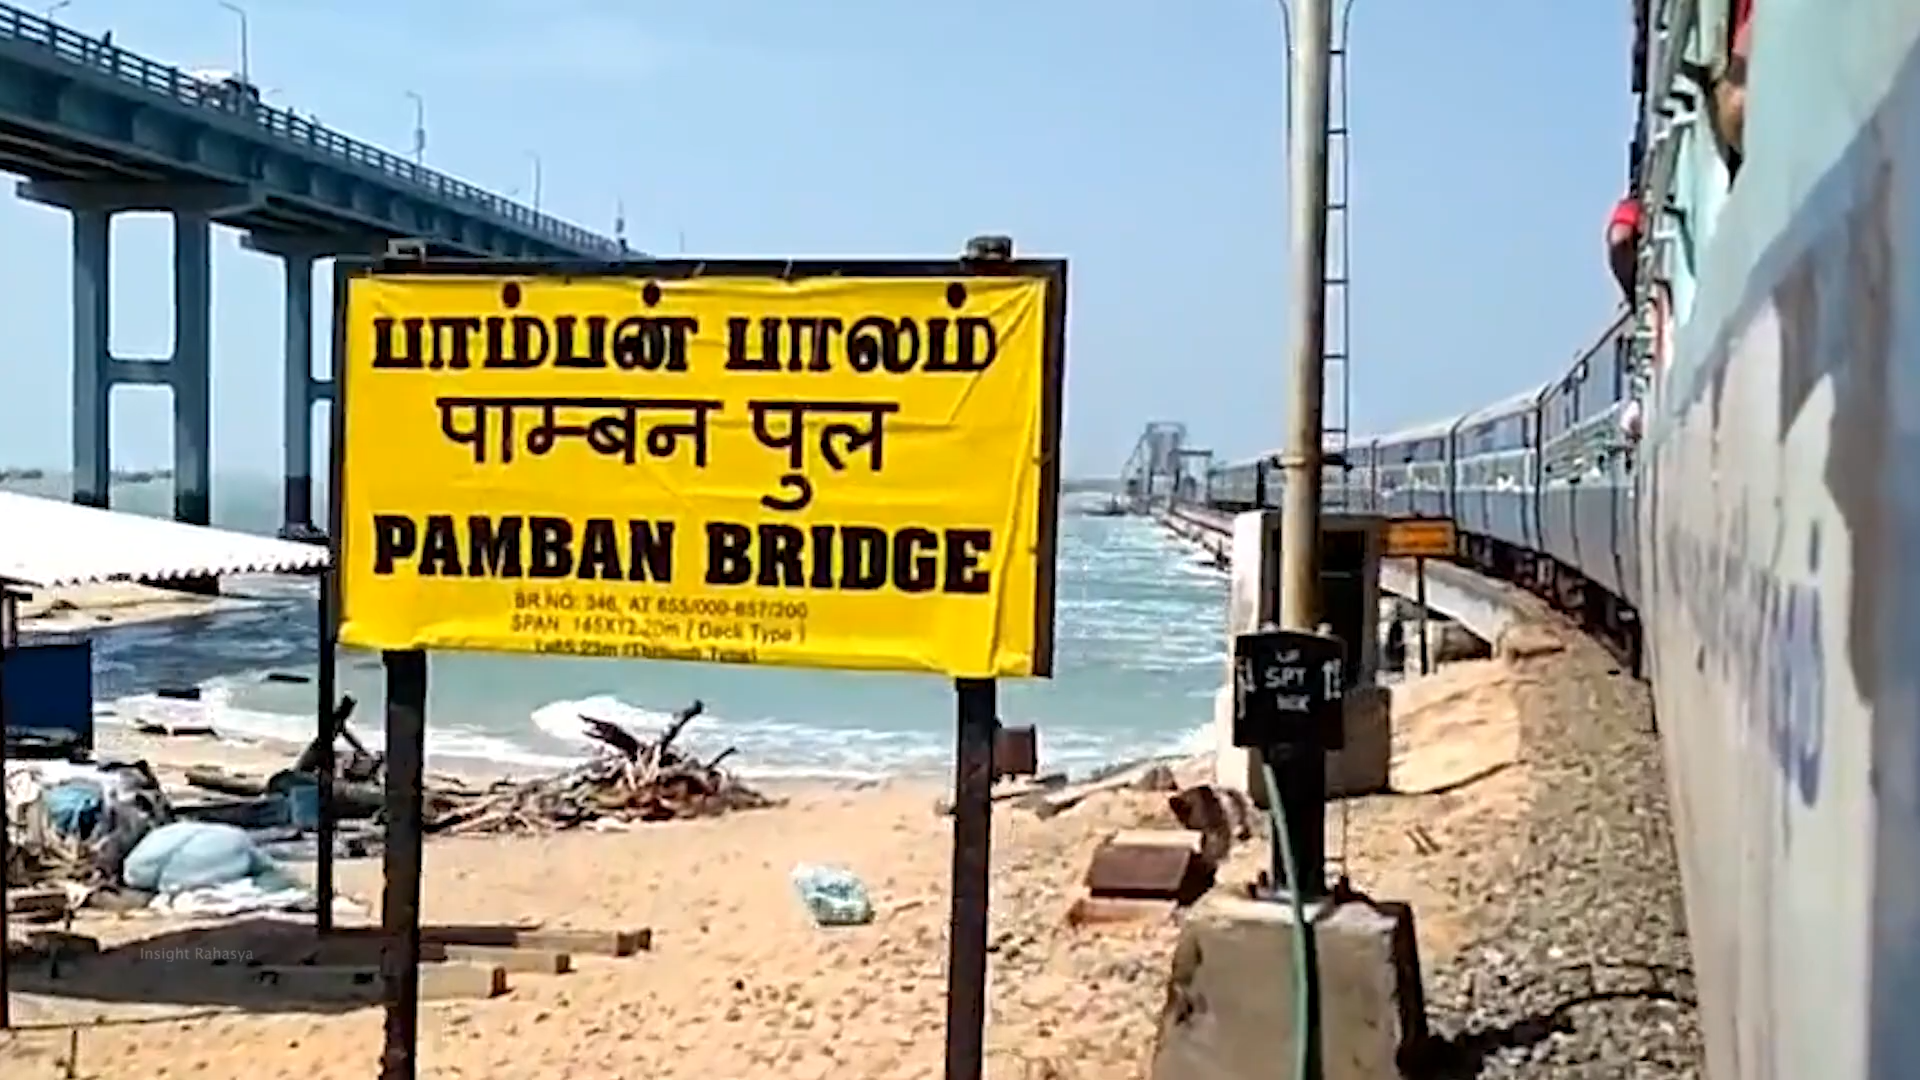 பாம்பன் பாலம்
पाम्बन पुल
PAMBAN BRIDGE
BR.NO: 346, AT 655/000-657/200
SPAN: 145X12.20m ( Deck Type )
SPT
Insight Rahasya